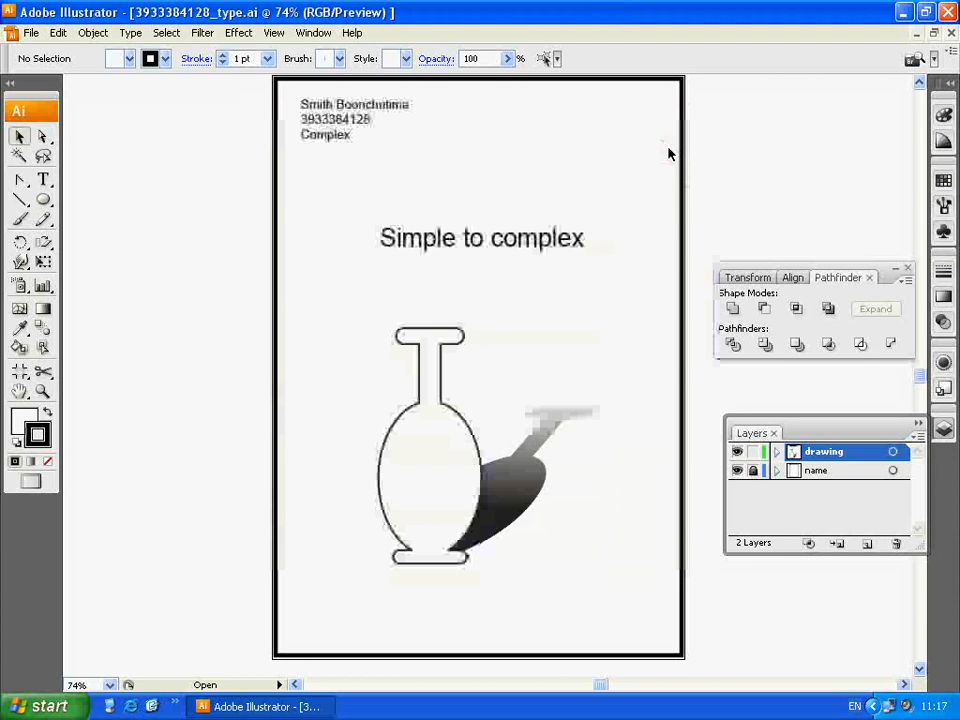 Adobe Illustrator - [3933384128_type.ai @ 74% (RGB/Preview) ]
File Edit Object Type Select Filter Effect View Window Help
No Selection Stroke: 1 pt Brush: Style: Opacity: 100 %
Ai
Smith Boonchutima
3933384128
Complex
Simple to complex
Transform Align Pathfinder
Shape Modes:
Expand
Pathfinders:
Layers
drawing
name
2 Layers
74% Open
start Adobe Illustrator - [3... EN 11:17